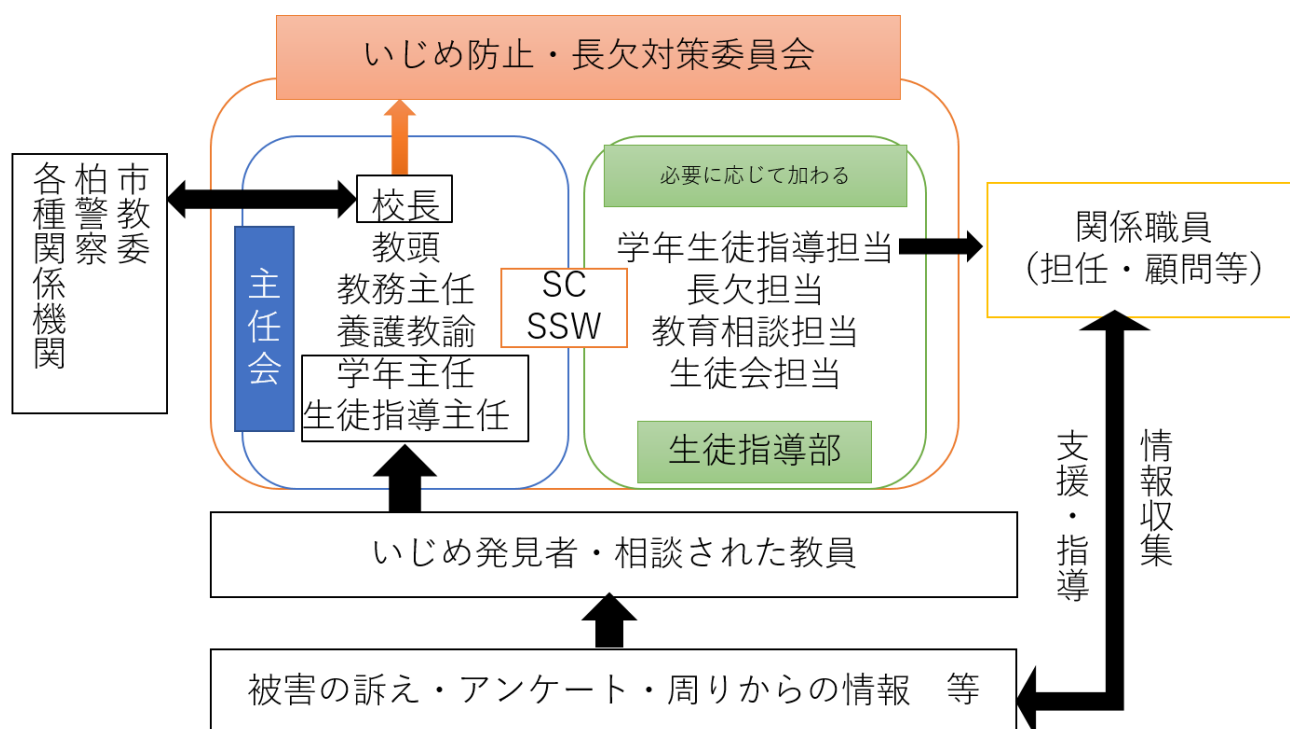 いじめ防止・長欠対策委員会
市教委
柏警察
各種関係機関
主任会
校長
教頭
教務主任
養護教諭
学年主任
生徒指導主任
SC
SSW
必要に応じて加わる
学年生徒指導担当
長欠担当
教育相談担当
生徒会担当
生徒指導部
関係職員
（担任・顧問等）
情報収集
支援・指導
いじめ発見者・相談された教員
被害の訴え・アンケート・周りからの情報　等